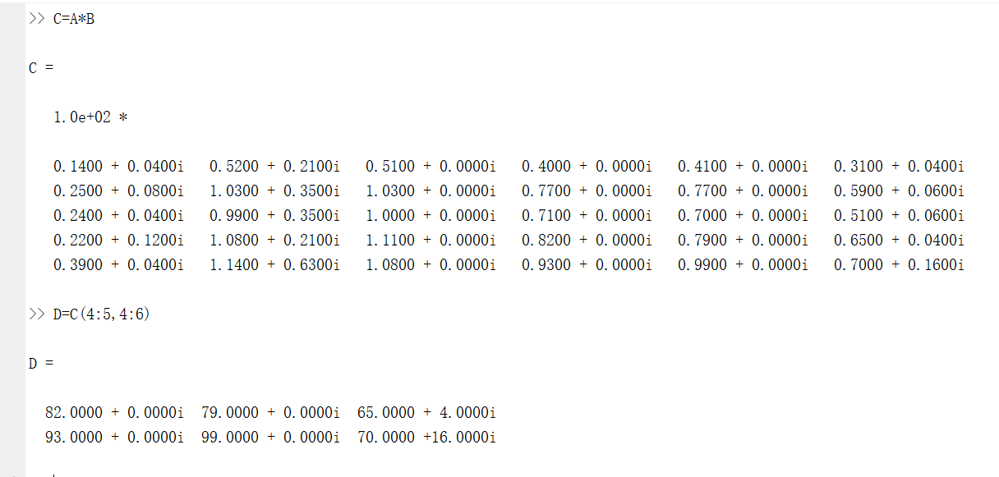 >> C=A*B
C =
1.0e+02 *
0.1400 + 0.0400i 0.5200 + 0.2100i 0.5100 + 0.0000i 0.4000 + 0.0000i 0.4100 + 0.0000i 0.3100 + 0.0400i
0.2500 + 0.0800i 1.0300 + 0.3500i 1.0300 + 0.0000i 0.7700 + 0.0000i 0.7700 + 0.0000i 0.5900 + 0.0600i
0.2400 + 0.0400i 0.9900 + 0.3500i 1.0000 + 0.0000i 0.7100 + 0.0000i 0.7000 + 0.0000i 0.5100 + 0.0600i
0.2200 + 0.1200i 1.0800 + 0.2100i 1.1100 + 0.0000i 0.8200 + 0.0000i 0.7900 + 0.0000i 0.6500 + 0.0400i
0.3900 + 0.0400i 1.1400 + 0.6300i 1.0800 + 0.0000i 0.9300 + 0.0000i 0.9900 + 0.0000i 0.7000 + 0.1600i
>> D=C(4:5,4:6)
D =
82.0000 + 0.0000i 79.0000 + 0.0000i 65.0000 + 4.0000i
93.0000 + 0.0000i 99.0000 + 0.0000i 70.0000 +16.0000i